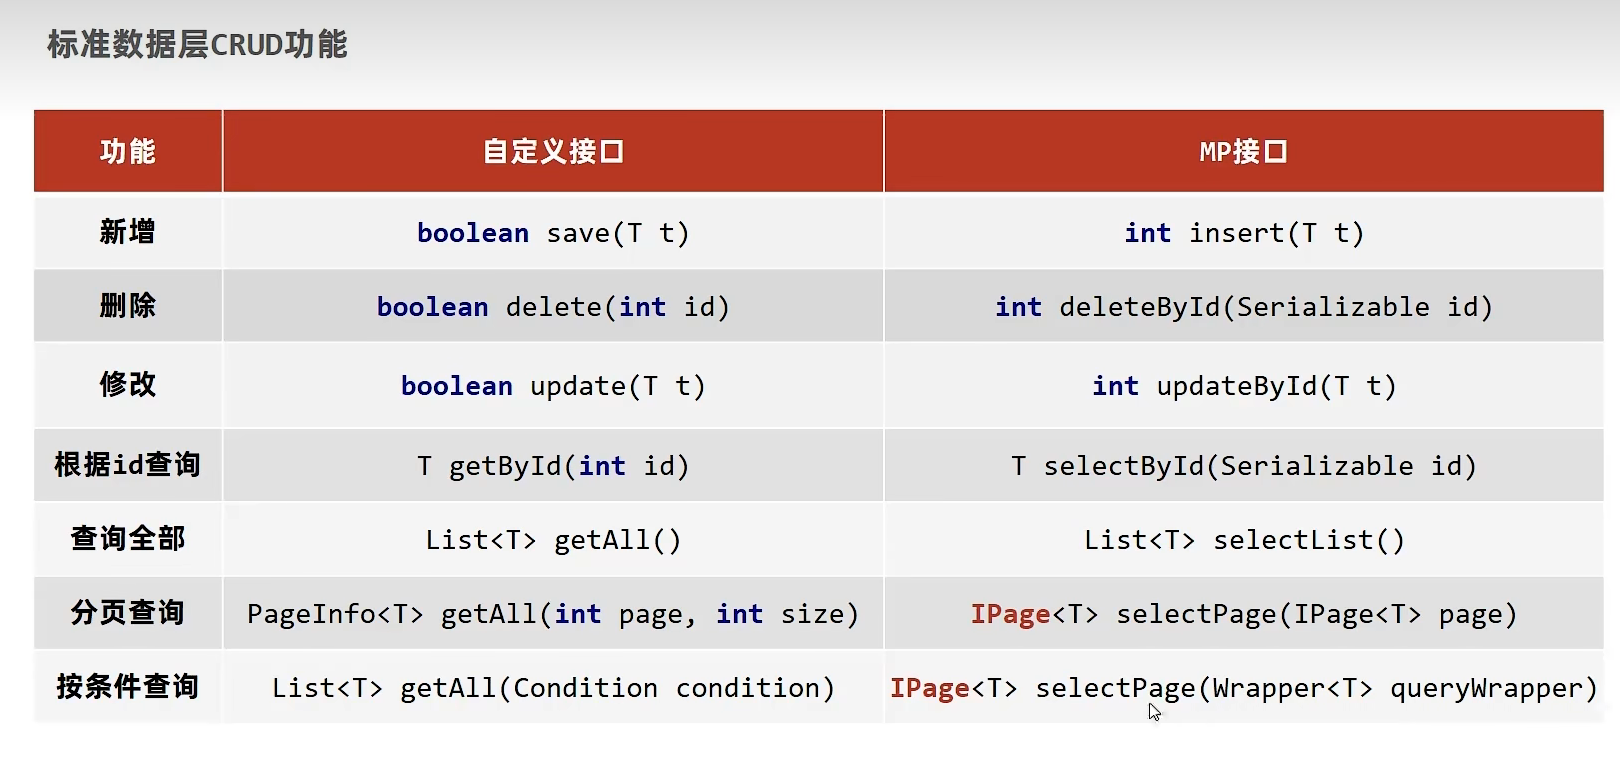 标准数据层CRUD功能
功能 自定义接口 MP接口
新增 boolean save(T t) int insert(T t)
删除 boolean delete(int id) int deleteById(Serializable id)
修改 boolean update(T t) int updateById(T t)
根据id查询 T getById(int id) T selectById(Serializable id)
查询全部 List<T> getAll() List<T> selectList()
分页查询 PageInfo<T> getAll(int page, int size) IPage<T> selectPage(IPage<T> page)
按条件查询 List<T> getAll(Condition condition) IPage<T> selectPage(Wrapper<T> queryWrapper)